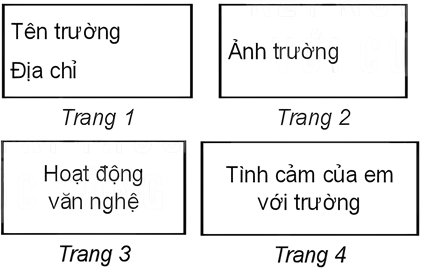 Tên trường
Địa chỉ
Trang 1
Ảnh trường
Trang 2
Hoạt động
văn nghệ
Trang 3
Tình cảm của em
với trường
Trang 4